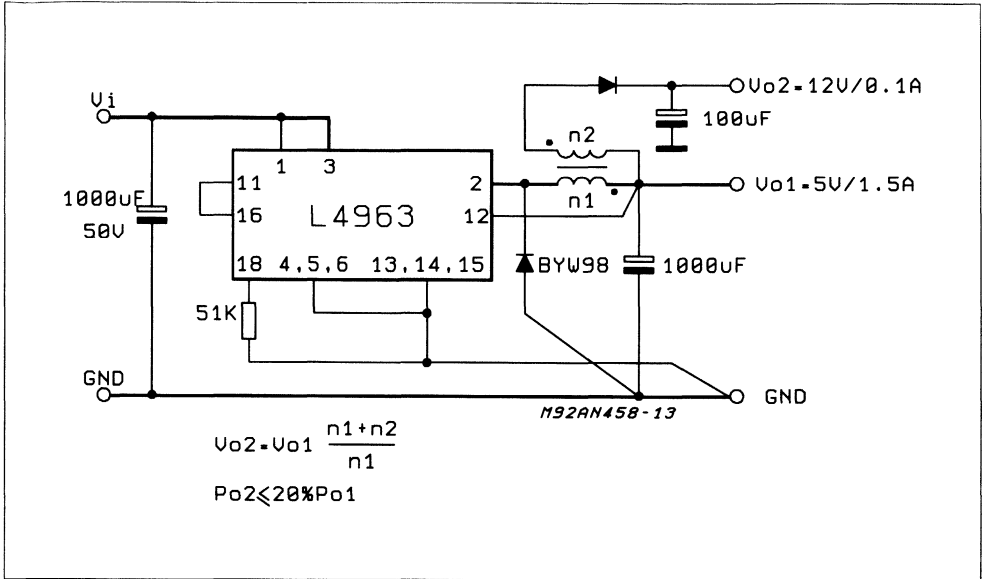 Vo2=12V/0.1A
Vi
100uF
n2
1 3
11
2
Vo1=5V/1.5A
1000uF
50V
16
L4963
12
n1
18 4,5,6 13,14,15
BYW98
1000uF
51K
GND
GND
M92AN458-13
Vo2=Vo1 n1+n2
n1
Po2≤20%Po1